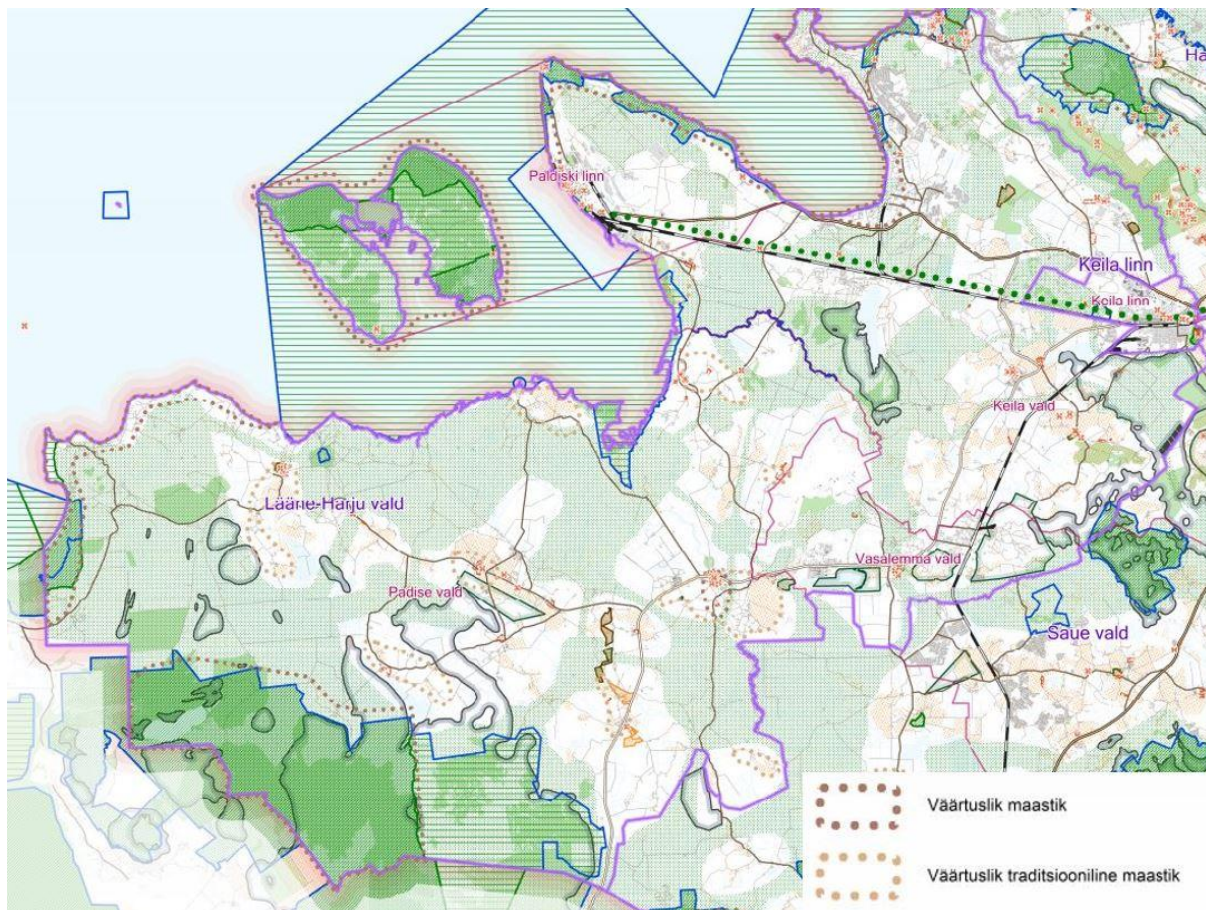 Ha
Paldiski linn
Keila linn
Keila linn
Keila vald
Lääne-Harju vald
Vasalemma vald
Padise vald
Saue vald
Väärtuslik maastik
Väärtuslik traditsiooniline maastik